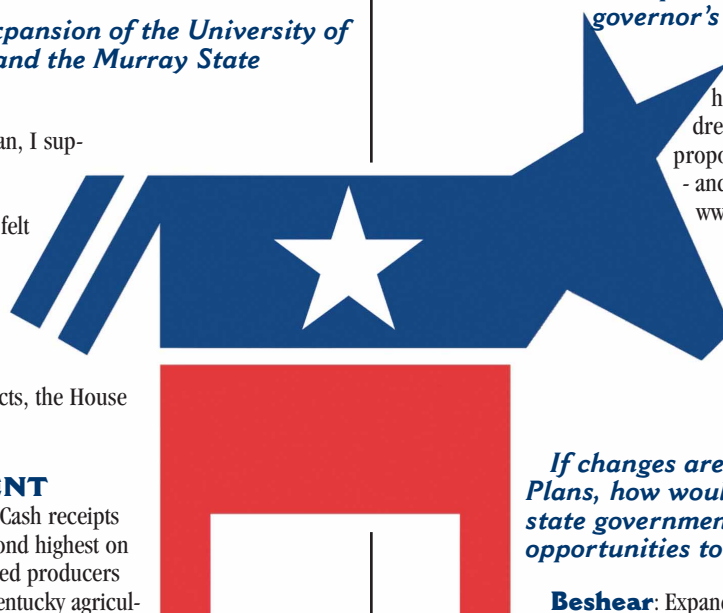 xpansion of the University of
and the Murray State
an, I sup-
felt
cts, the House
ENT
Cash receipts
ond highest on
ed producers
entucky agricul-
governor's
h
dre
propo
- and
ww
If changes are
Plans, how woul
state governmen
opportunities to
Beshear: Expand